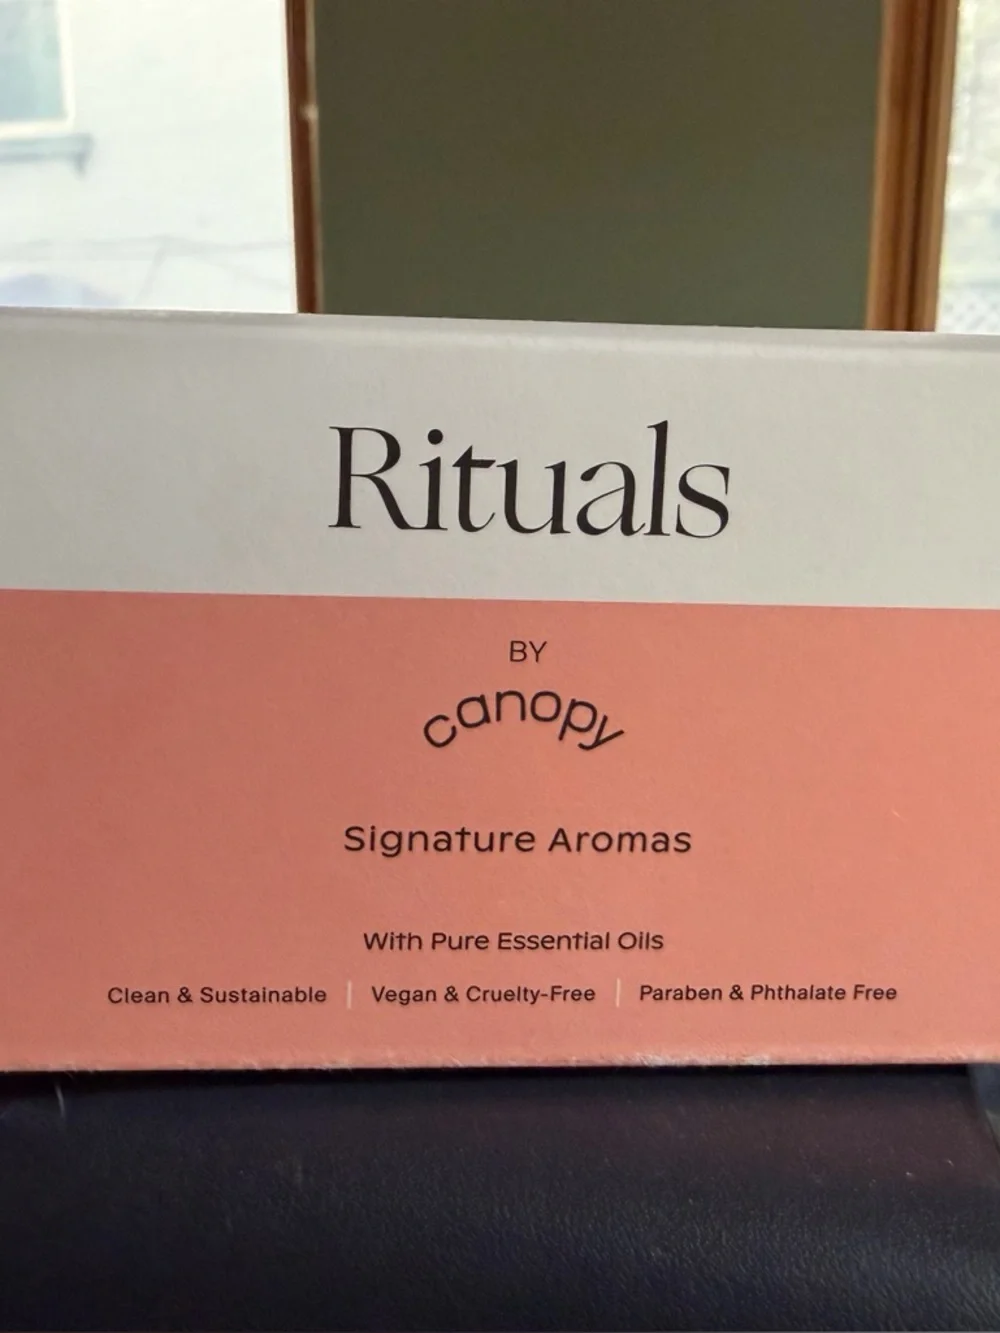 Rituals
BY
canopy
Signature Aromas
With Pure Essential Oils
Clean & Sustainable | Vegan & Cruelty-Free | Paraben & Phthalate Free